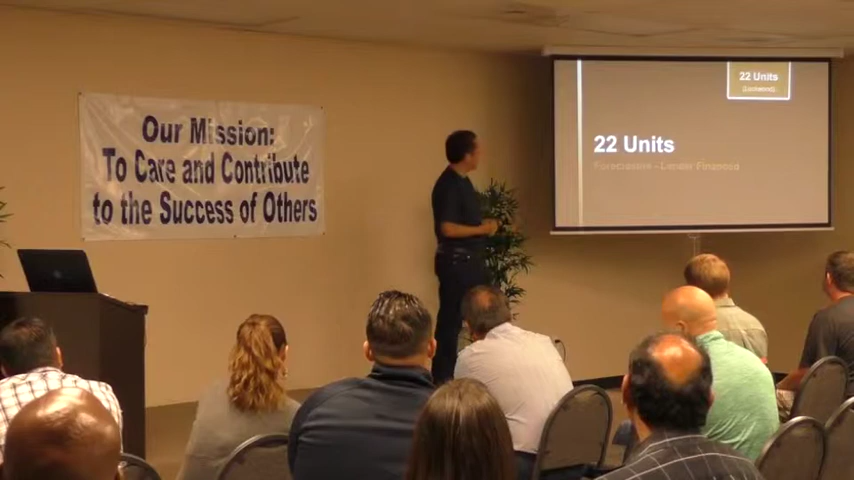 Our Mission:
To Care and Contribute
to the Success of Others
22 Units
22 Units
Foreclosure - Lender Financed